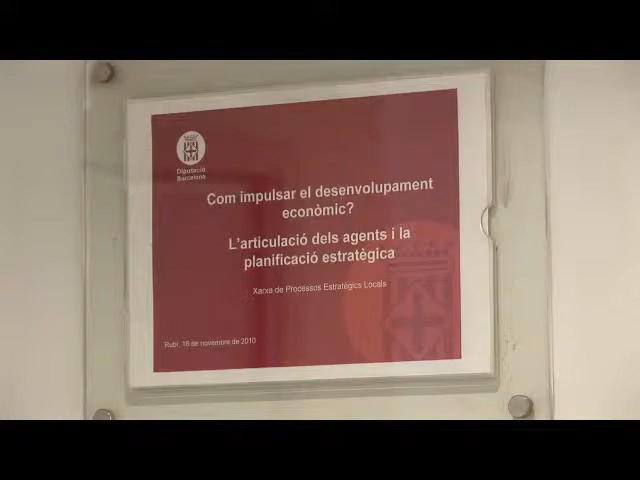 Diputació
Barcelona
Com impulsar el desenvolupament
econòmic?
L'articulació dels agents i la
planificació estratègica
Xarxa de Processos Estratègics Locals
Rubí, 16 de novembre de 2010